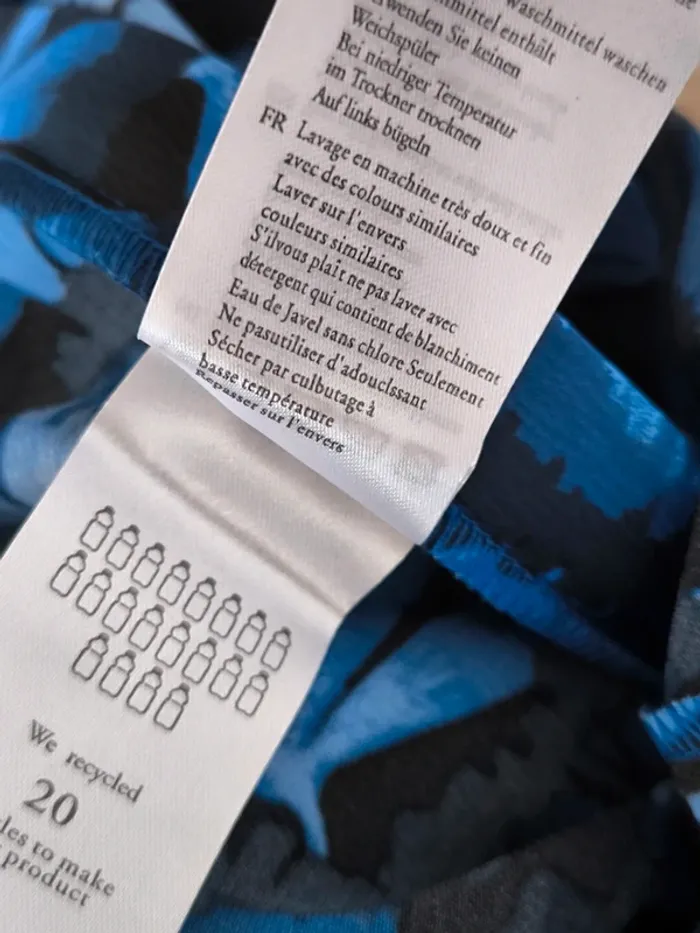 waschmittel waschen
mittel enthält
Sie keinen
Weichspüler
Bei niedriger Temperatur
im Trockner trocknen
Auf links bügeln
FR Lavage en machine très doux et fin
avec des colours similaires
Laver sur l'envers
couleurs similaires
S'ilvous plaît ne pas laver avec
détergent qui contient de blanchiment
Eau de Javel sans chlore Seulement
Ne pasutiliser d'adouclssant
Sécher par culbutage à
basse température
Repasser sur l'envers
We recycled
20
to make
product